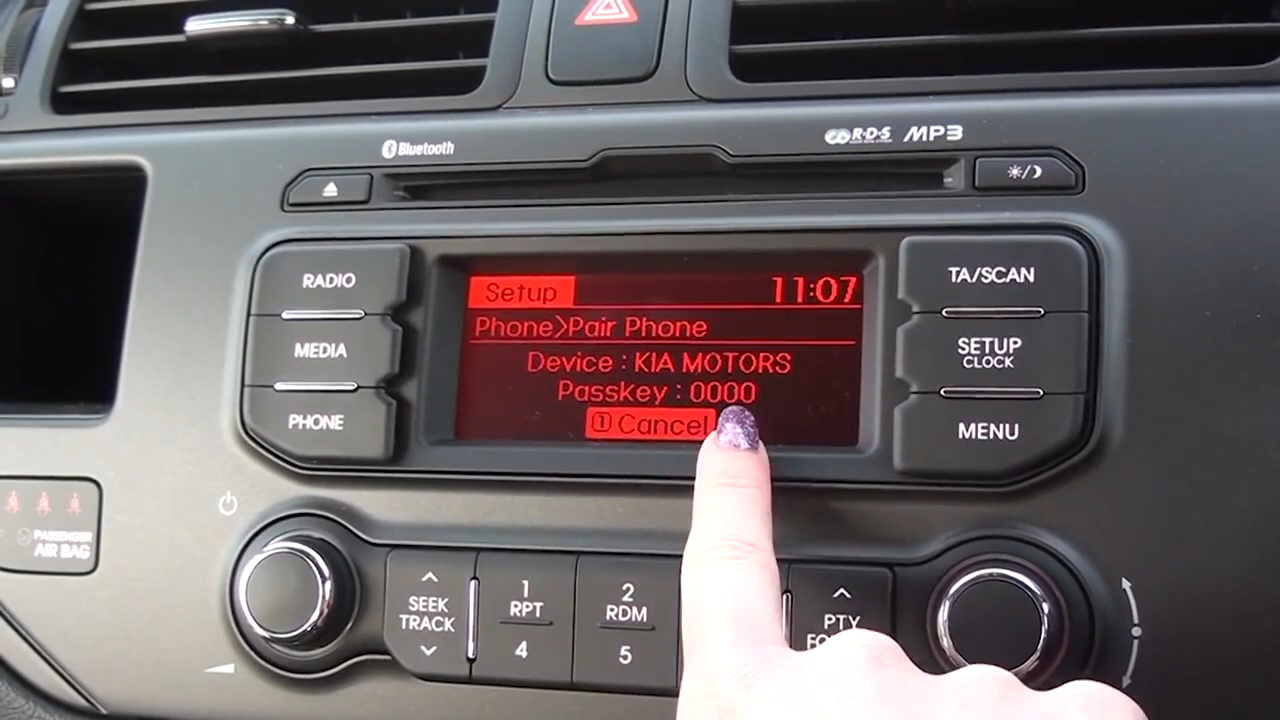 Bluetooth
R·D·S MP3
RADIO
MEDIA
PHONE
Setup 11:07
Phone>Pair Phone
Device : KIA MOTORS
Passkey : 0000
1 Cancel
TA/SCAN
SETUP
CLOCK
MENU
PASSENGER
AIR BAG
SEEK
TRACK
1
RPT
4
2
RDM
5
PTY